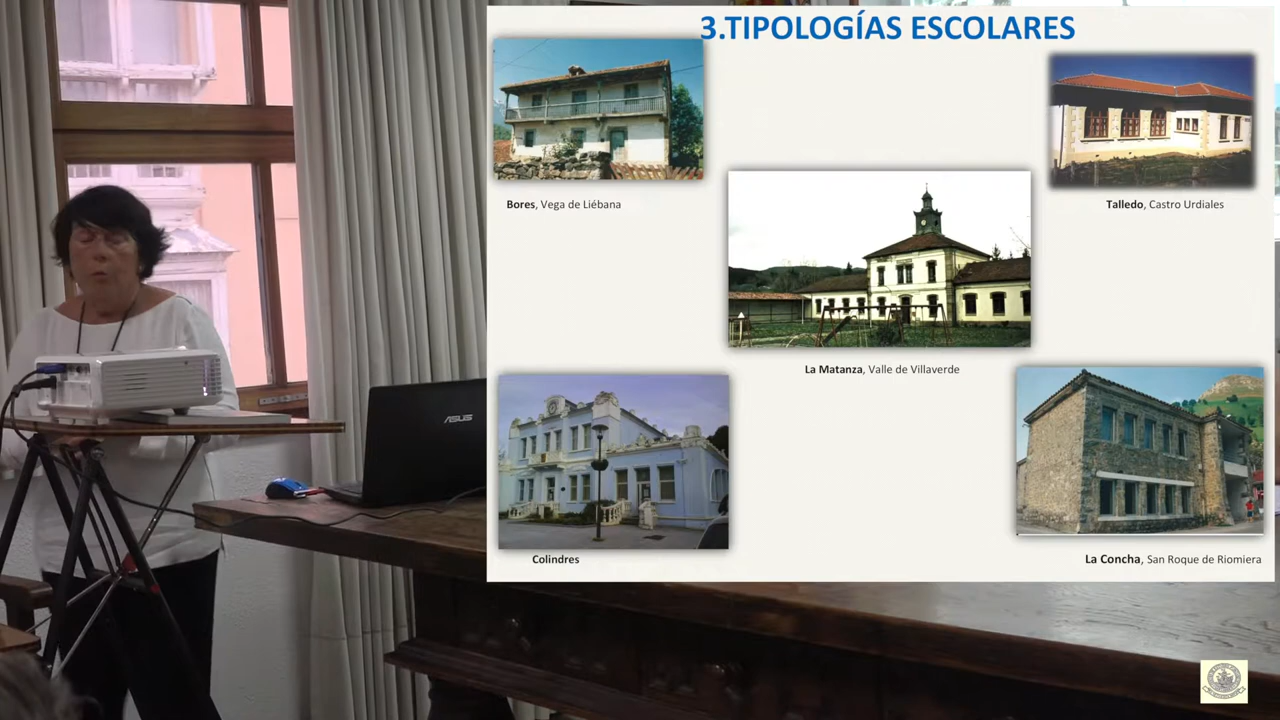 3.TIPOLOGÍAS ESCOLARES
Bores, Vega de Liébana
Talledo, Castro Urdiales
La Matanza, Valle de Villaverde
Colindres
La Concha, San Roque de Riomiera
ASUS